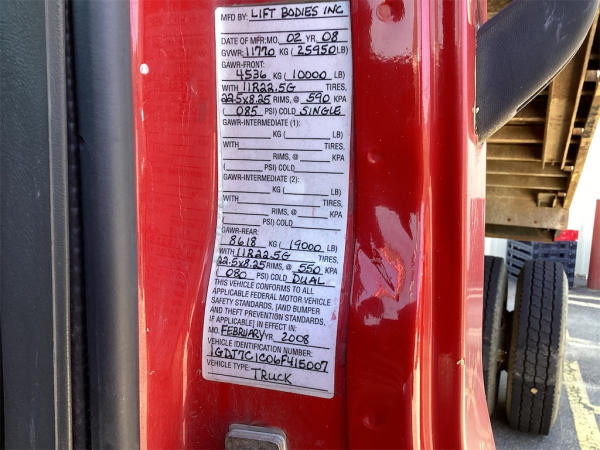 MFD BY: LIFT BODIES INC
DATE OF MFR: MO. 02 YR. 08
GVWR: 11770 KG (25950 LB)
GAWR-FRONT:
4536 KG (10000 LB)
WITH 11R22.5G TIRES,
22.5x8.25 RIMS, @ 590 KPA
(085 PSI) COLD SINGLE
GAWR-INTERMEDIATE (1):
KG ( LB)
WITH TIRES,
RIMS, @ KPA
( PSI) COLD
GAWR-INTERMEDIATE (2):
KG ( LB)
WITH TIRES,
RIMS, @ KPA
( PSI) COLD
GAWR-REAR:
8618 KG (19000 LB)
WITH 11R22.5G TIRES,
22.5x8.25 RIMS, @ 550 KPA
(080 PSI) COLD DUAL
THIS VEHICLE CONFORMS TO ALL
APPLICABLE FEDERAL MOTOR VEHICLE
SAFETY STANDARDS, [AND BUMPER
AND THEFT PREVENTION STANDARDS,
IF APPLICABLE] IN EFFECT IN:
MO. FEBRUARY YR. 2008
VEHICLE IDENTIFICATION NUMBER:
1GDJ7C1C06F415007
VEHICLE TYPE: TRUCK